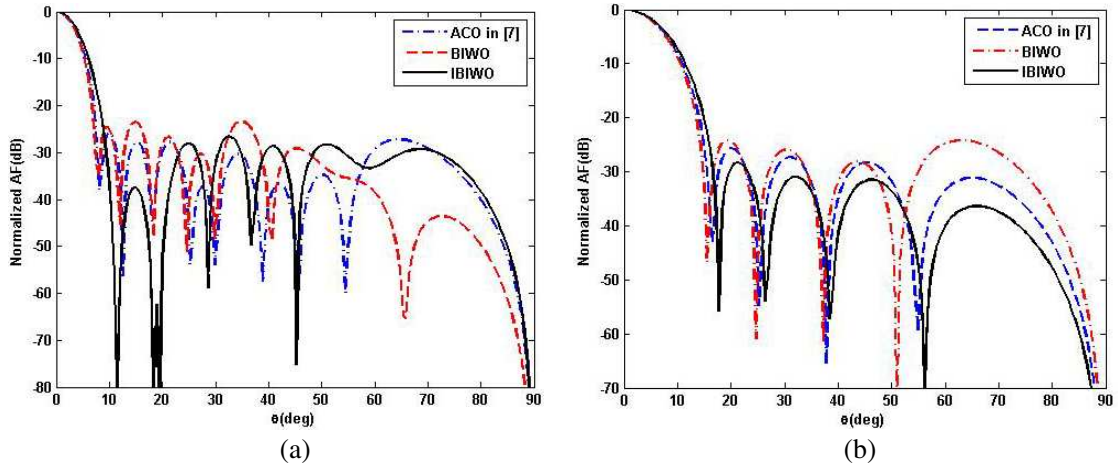 0
-10
-20
-30
-40
-50
-60
-70
-80
Normalized AF(dB)
ACO in [7]
BIWO
IBIWO
0 10 20 30 40 50 60 70 80 90
θ(deg)
(a)
0
-10
-20
-30
-40
-50
-60
-70
Normalized AF(dB)
ACO in [7]
BIWO
IBIWO
0 10 20 30 40 50 60 70 80 90
θ(deg)
(b)